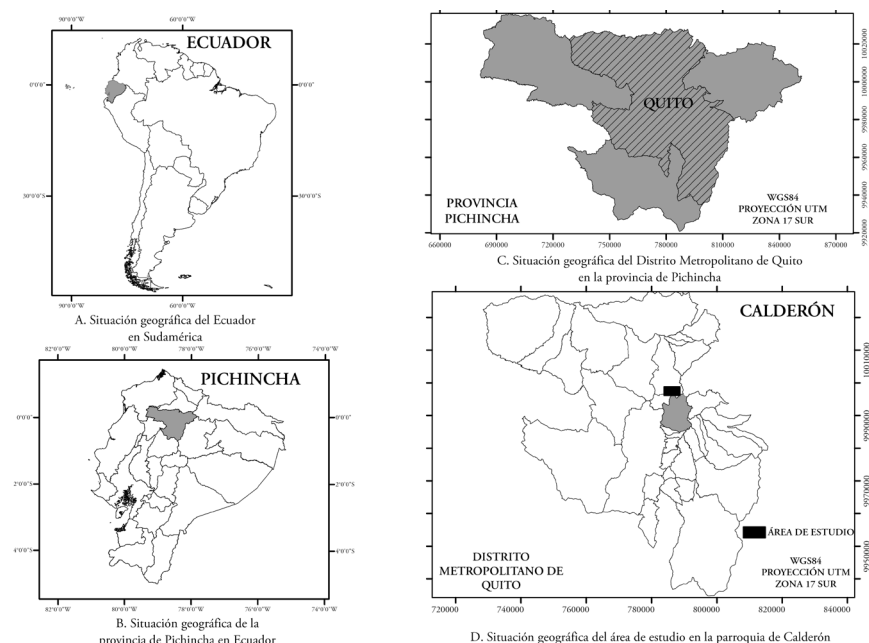 90°0'0"W 60°0'0"W
ECUADOR
0°0'0" 0°0'0"
30°0'0"S 30°0'0"S
90°0'0"W 60°0'0"W
A. Situación geográfica del Ecuador
en Sudamérica
82°0'0"W 80°0'0"W 78°0'0"W 76°0'0"W 74°0'0"W
PICHINCHA
0°0'0" 0°0'0"
2°0'0"S 2°0'0"S
4°0'0"S 4°0'0"S
82°0'0"W 80°0'0"W 78°0'0"W 76°0'0"W 74°0'0"W
B. Situación geográfica de la
provincia de Pichincha en Ecuador
QUITO
PROVINCIA
PICHINCHA
WGS84
PROYECCIÓN UTM
ZONA 17 SUR
10020000
10000000
9980000
9960000
9940000
9920000
660000 690000 720000 750000 780000 810000 840000 870000
C. Situación geográfica del Distrito Metropolitano de Quito
en la provincia de Pichincha
CALDERÓN
ÁREA DE ESTUDIO
DISTRITO
METROPOLITANO DE
QUITO
WGS84
PROYECCIÓN UTM
ZONA 17 SUR
10010000
9990000
9970000
9950000
720000 740000 760000 780000 800000 820000 840000
D. Situación geográfica del área de estudio en la parroquia de Calderón